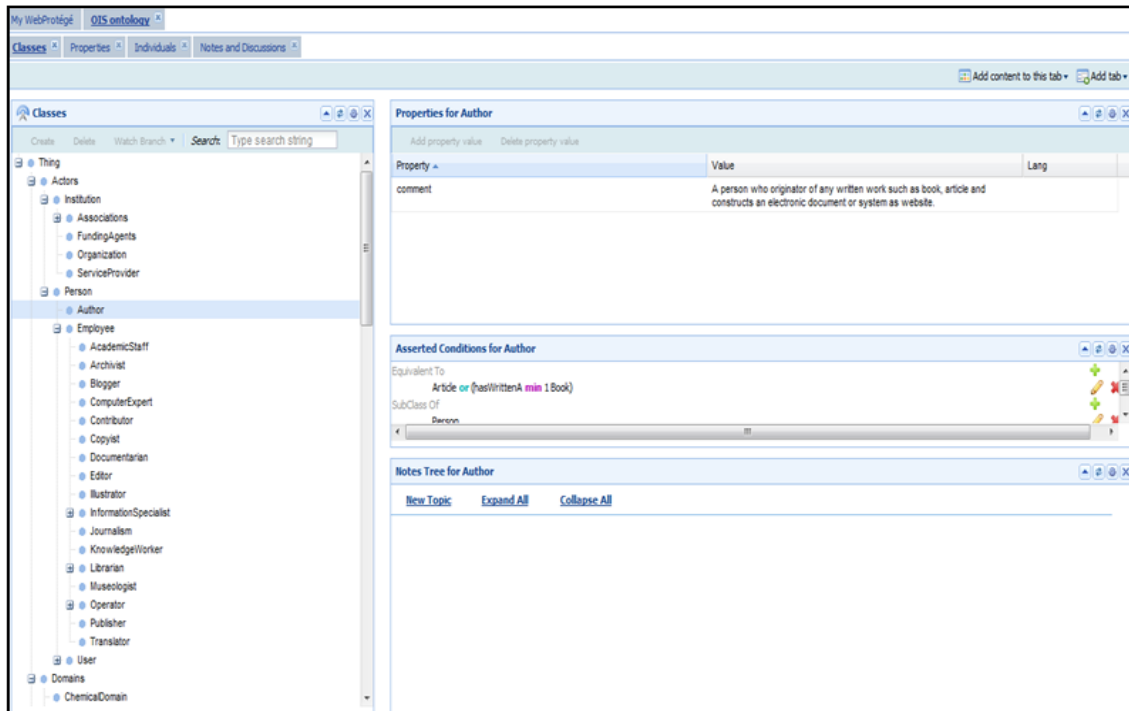 My WebProtégé OIS ontology
Classes Properties Individuals Notes and Discussions
Add content to this tab Add tab
Classes
Create Delete Watch Branch Search: Type search string
Thing
Actors
Institution
Associations
FundingAgents
Organization
ServiceProvider
Person
Author
Employee
AcademicStaff
Archivist
Blogger
ComputerExpert
Contributor
Copyist
Documentarian
Editor
Illustrator
InformationSpecialist
Journalism
KnowledgeWorker
Librarian
Museologist
Operator
Publisher
Translator
User
Domains
ChemicalDomain
Properties for Author
Add property value Delete property value
Property Value Lang
comment A person who originator of any written work such as book, article and
constructs an electronic document or system as website.
Asserted Conditions for Author
Equivalent To
Article or (hasWrittenA min 1 Book)
SubClass Of
Person
Notes Tree for Author
New Topic Expand All Collapse All